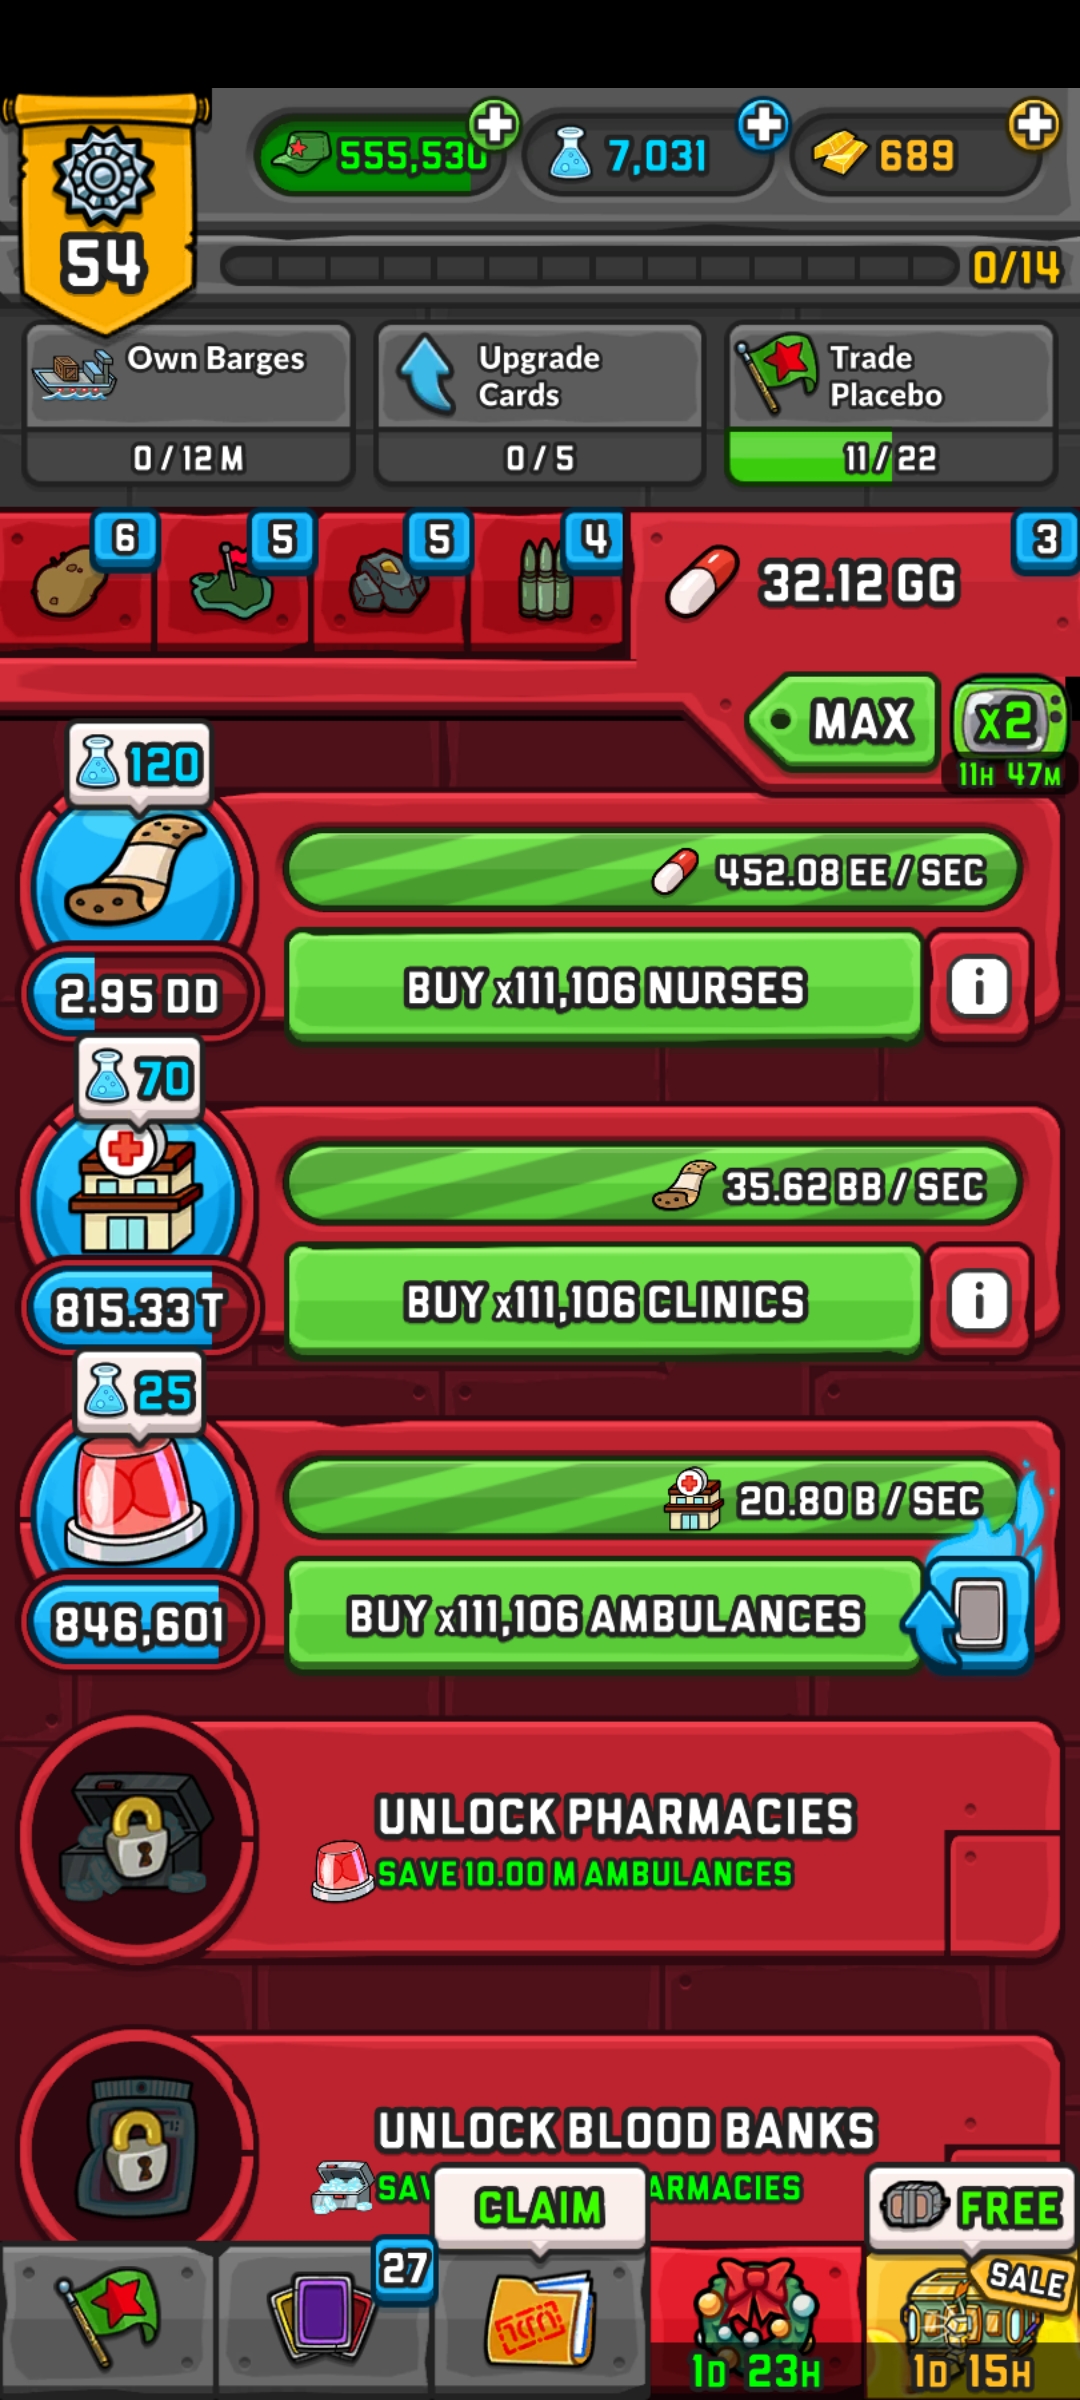 555,530
7,031
689
54
0/14
Own Barges
0 / 12 M
Upgrade
Cards
0 / 5
Trade
Placebo
11 / 22
6
5
5
4
32.12 GG
3
MAX
x2
11H 47M
120
452.08 EE / SEC
2.95 DD
BUY x111,106 NURSES
i
70
35.62 BB / SEC
815.33 T
BUY x111,106 CLINICS
i
25
20.80 B / SEC
846,601
BUY x111,106 AMBULANCES
UNLOCK PHARMACIES
SAVE 10.00 M AMBULANCES
UNLOCK BLOOD BANKS
CLAIM
FREE
27
SALE
1D 23H
1D 15H